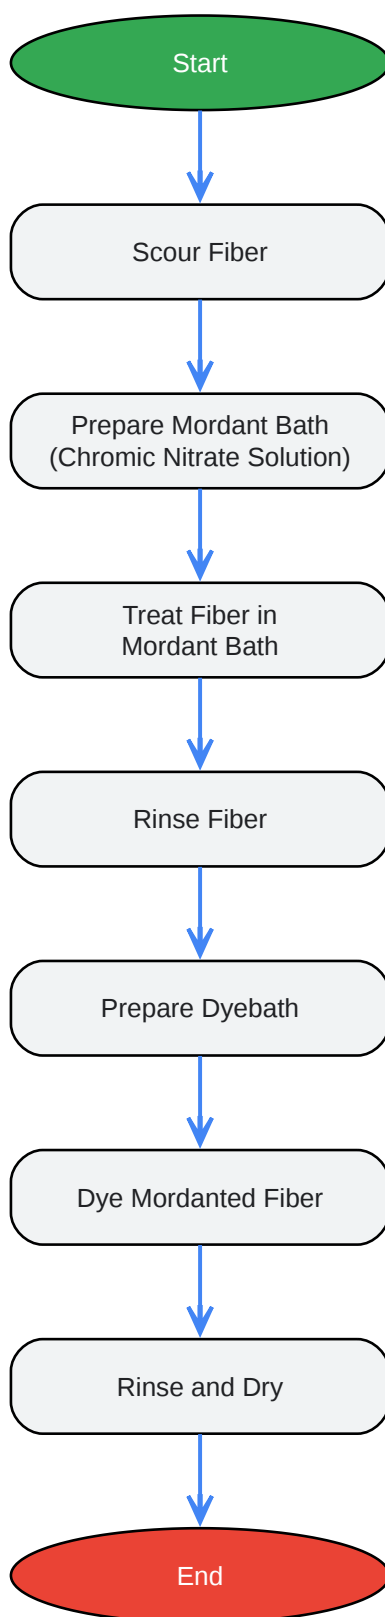 Start
Scour Fiber
Prepare Mordant Bath
(Chromic Nitrate Solution)
Treat Fiber in
Mordant Bath
Rinse Fiber
Prepare Dyebath
Dye Mordanted Fiber
Rinse and Dry
End